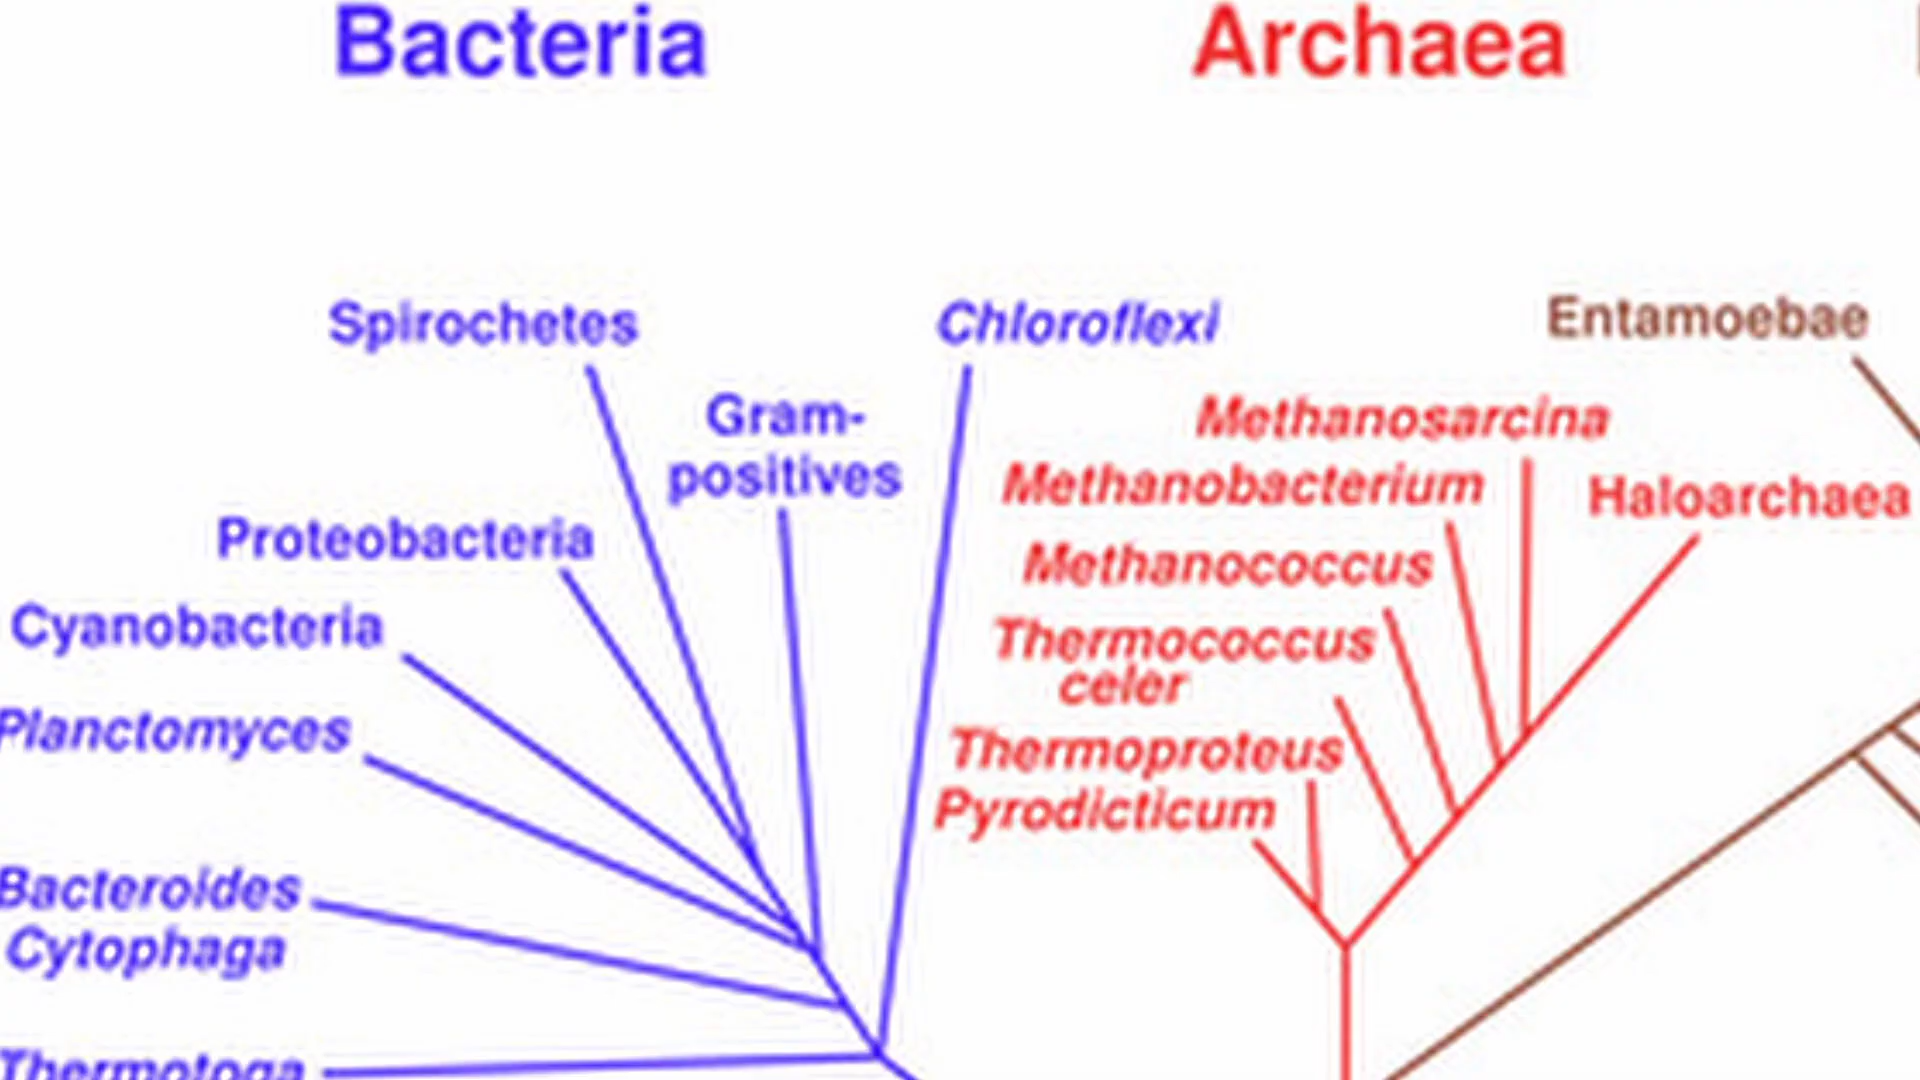 Bacteria
Archaea
Spirochetes
Chloroflexi
Entamoebae
Gram-
positives
Methanosarcina
Methanobacterium
Haloarchaea
Proteobacteria
Methanococcus
Cyanobacteria
Thermococcus
celer
Planctomyces
Thermoproteus
Pyrodicticum
Bacteroides
Cytophaga
Thermotoga